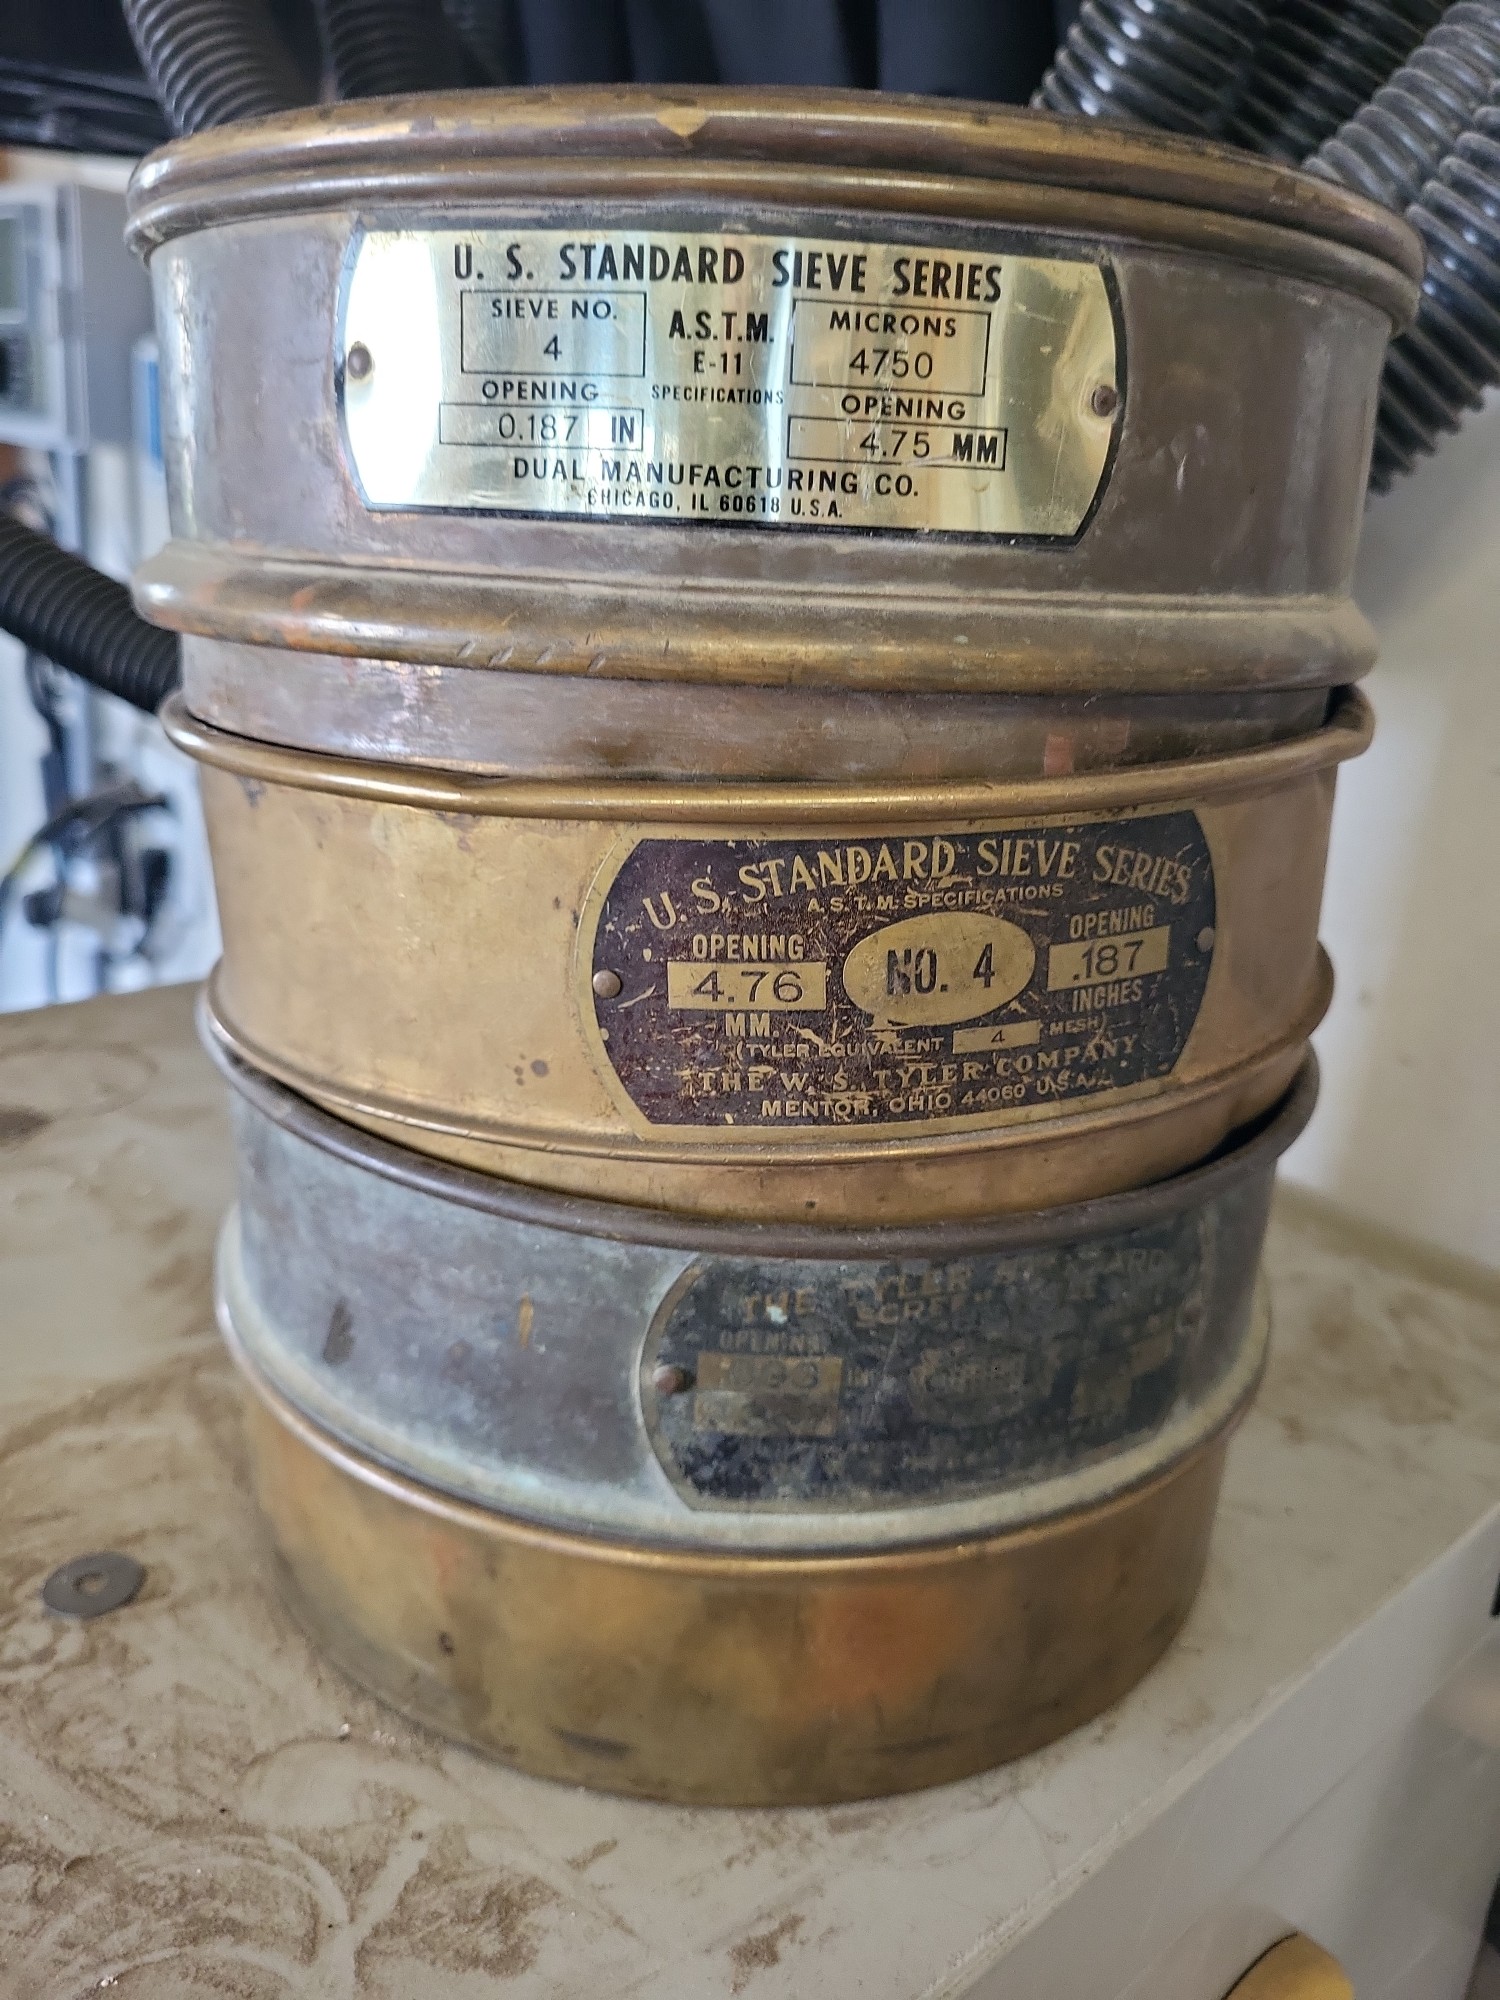 U. S. STANDARD SIEVE SERIES
SIEVE NO.
4
A.S.T.M.
E-11
SPECIFICATIONS
MICRONS
4750
OPENING
0.187 IN
OPENING
4.75 MM
DUAL MANUFACTURING CO.
CHICAGO, IL 60618 U.S.A.
U.S. STANDARD SIEVE SERIES
A.S.T.M. SPECIFICATIONS
OPENING
4.76
MM.
NO. 4
OPENING
.187
INCHES
(TYLER EQUIVALENT 4 MESH)
THE W. S. TYLER COMPANY
MENTOR, OHIO 44060 U.S.A.
THE TYLER
OPENING